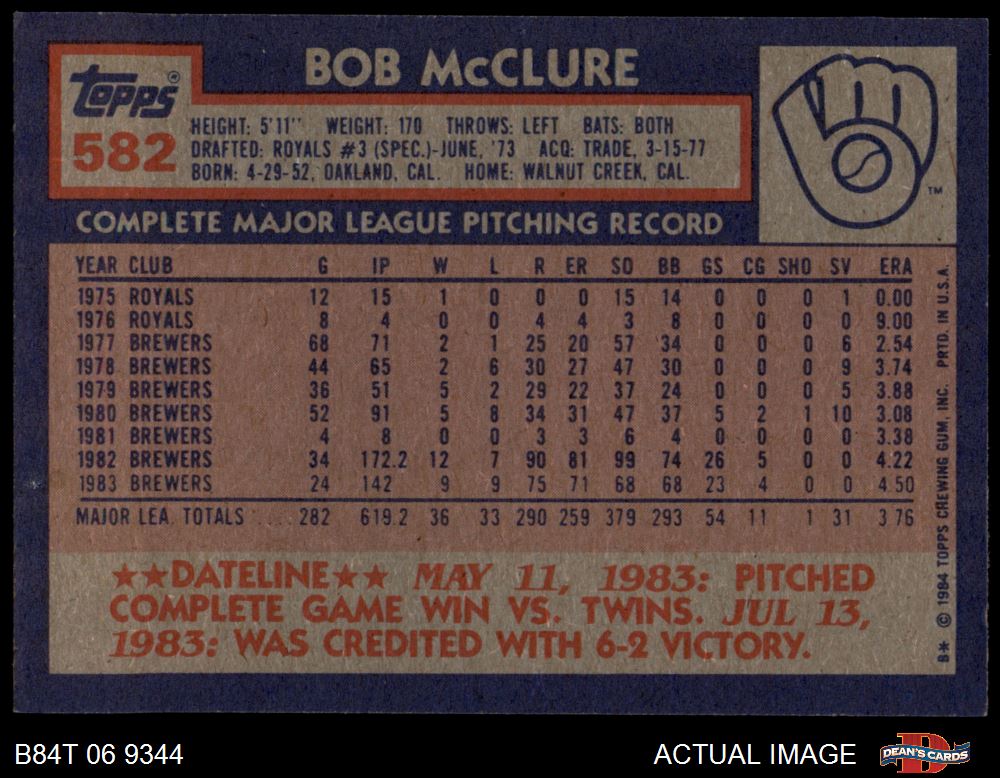 BOB McCLURE
Topps®
582
HEIGHT: 5'11" WEIGHT: 170 THROWS: LEFT BATS: BOTH
DRAFTED: ROYALS #3 (SPEC.)-JUNE, '73 ACQ: TRADE, 3-15-77
BORN: 4-29-52, OAKLAND, CAL. HOME: WALNUT CREEK, CAL.
TM
COMPLETE MAJOR LEAGUE PITCHING RECORD
YEAR CLUB G IP W L R ER SO BB GS CG SHO SV ERA
1975 ROYALS 12 15 1 0 0 0 15 14 0 0 0 1 0.00
1976 ROYALS 8 4 0 0 4 4 3 8 0 0 0 0 9.00
1977 BREWERS 68 71 2 1 25 20 57 34 0 0 0 6 2.54
1978 BREWERS 44 65 2 6 30 27 47 30 0 0 0 9 3.74
1979 BREWERS 36 51 5 2 29 22 37 24 0 0 0 5 3.88
1980 BREWERS 52 91 5 8 34 31 47 37 5 2 1 10 3.08
1981 BREWERS 4 8 0 0 3 3 6 4 0 0 0 0 3.38
1982 BREWERS 34 172.2 12 7 90 81 99 74 26 5 0 0 4.22
1983 BREWERS 24 142 9 9 75 71 68 68 23 4 0 0 4.50
MAJOR LEA. TOTALS .... 282 619.2 36 33 290 259 379 293 54 11 1 31 3.76
★★DATELINE★★ MAY 11, 1983: PITCHED
COMPLETE GAME WIN VS. TWINS. JUL 13,
1983: WAS CREDITED WITH 6-2 VICTORY.
B* © 1984 TOPPS CHEWING GUM, INC. PRTD. IN U.S.A.
B84T 06 9344
ACTUAL IMAGE
D
DEAN'S CARDS